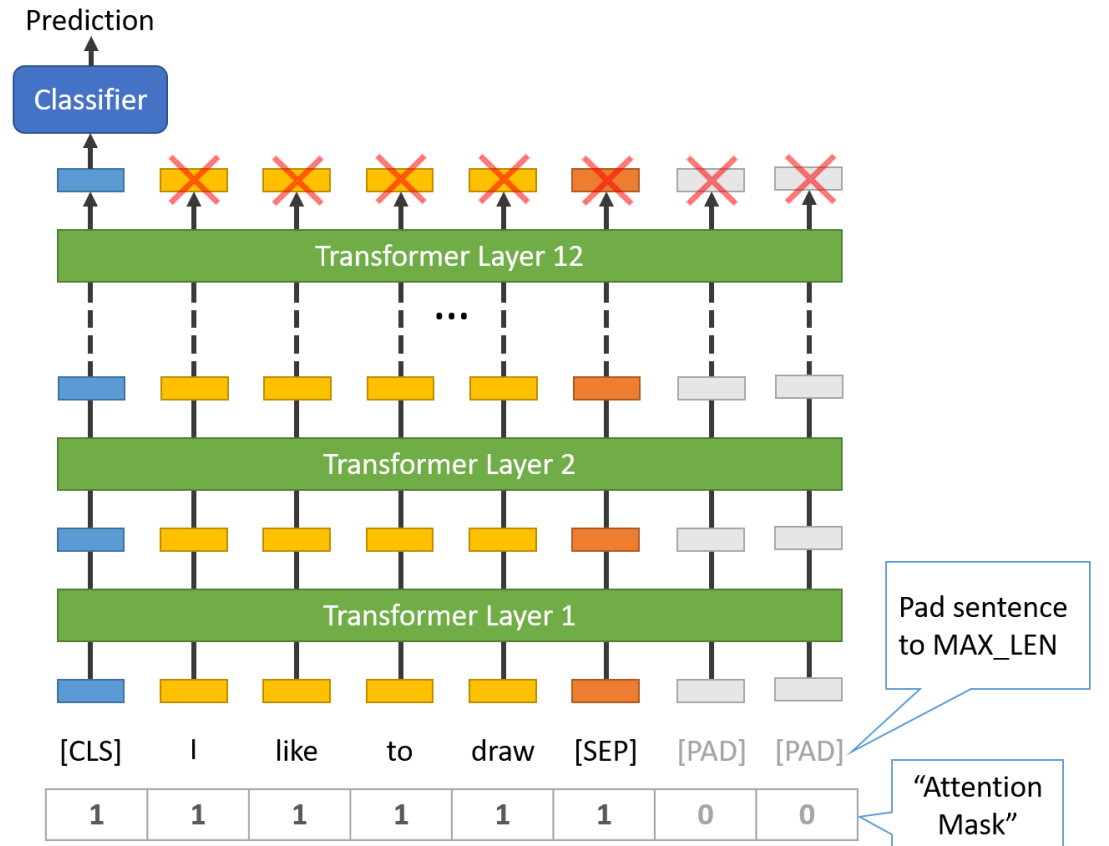 Prediction
Classifier
Transformer Layer 12
...
Transformer Layer 2
Transformer Layer 1
Pad sentence
to MAX_LEN
[CLS] I like to draw [SEP] [PAD] [PAD]
1 1 1 1 1 1 0 0
“Attention
Mask”